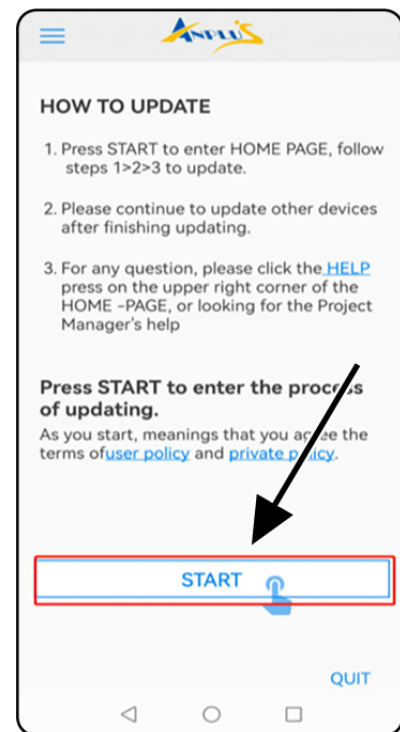 ANPLUS
HOW TO UPDATE
1. Press START to enter HOME PAGE, follow
steps 1>2>3 to update.
2. Please continue to update other devices
after finishing updating.
3. For any question, please click the HELP
press on the upper right corner of the
HOME -PAGE, or looking for the Project
Manager's help
Press START to enter the process
of updating.
As you start, meanings that you agree the
terms ofuser policy and private policy.
START
QUIT